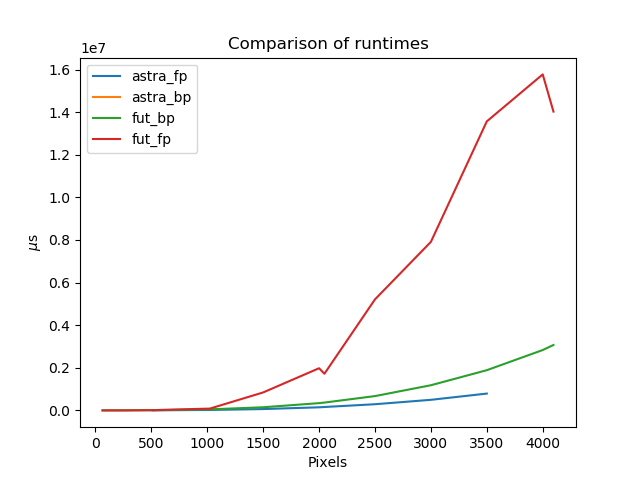 Comparison of runtimes
1e7
astra_fp
astra_bp
fut_bp
fut_fp
1.6
1.4
1.2
1.0
0.8
0.6
0.4
0.2
0.0
μs
0 500 1000 1500 2000 2500 3000 3500 4000
Pixels